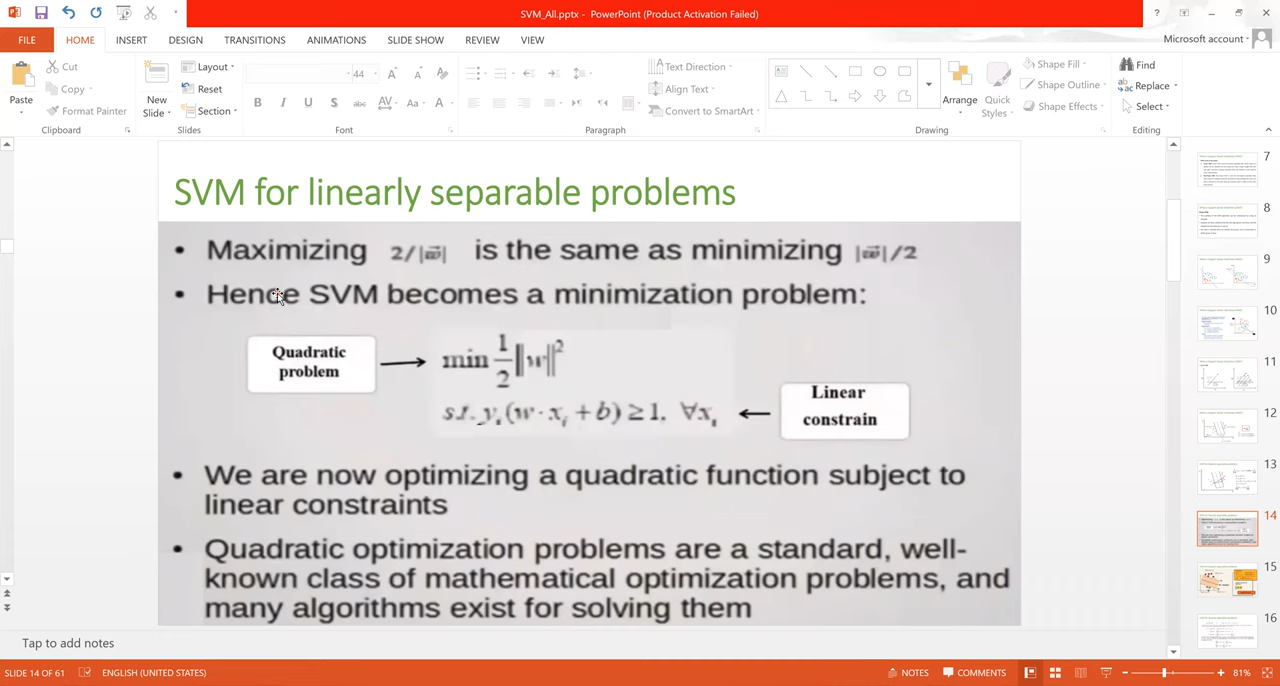 SVM_All.pptx - PowerPoint (Product Activation Failed)
FILE HOME INSERT DESIGN TRANSITIONS ANIMATIONS SLIDE SHOW REVIEW VIEW
Microsoft account
Paste
Cut
Copy
Format Painter
Clipboard
New Slide
Layout
Reset
Section
Slides
44
B I U S abc AV Aa A
Font
Text Direction
Align Text
Convert to SmartArt
Paragraph
Arrange
Quick Styles
Shape Fill
Shape Outline
Shape Effects
Drawing
Find
Replace
Select
Editing
SVM for linearly separable problems
• Maximizing 2/|w⃗| is the same as minimizing |w⃗|/2
• Hence SVM becomes a minimization problem:
Quadratic
problem
min 1/2 ||w||²
s.t. yᵢ(w · xᵢ + b) ≥ 1, ∀xᵢ
Linear
constrain
• We are now optimizing a quadratic function subject to
linear constraints
• Quadratic optimization problems are a standard, well-
known class of mathematical optimization problems, and
many algorithms exist for solving them
7
8
9
10
11
12
13
14
15
16
Tap to add notes
SLIDE 14 OF 61 ENGLISH (UNITED STATES) NOTES COMMENTS 81%